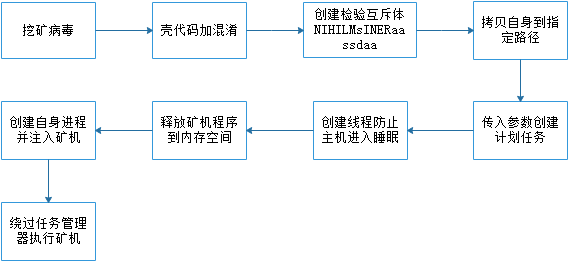 挖矿病毒
壳代码加混淆
创建检验互斥体
NIHILMsINERaa
ssdaa
拷贝自身到指
定路径
传入参数创建
计划任务
创建线程防止
主机进入睡眠
释放矿机程序
到内存空间
创建自身进程
并注入矿机
绕过任务管理
器执行矿机